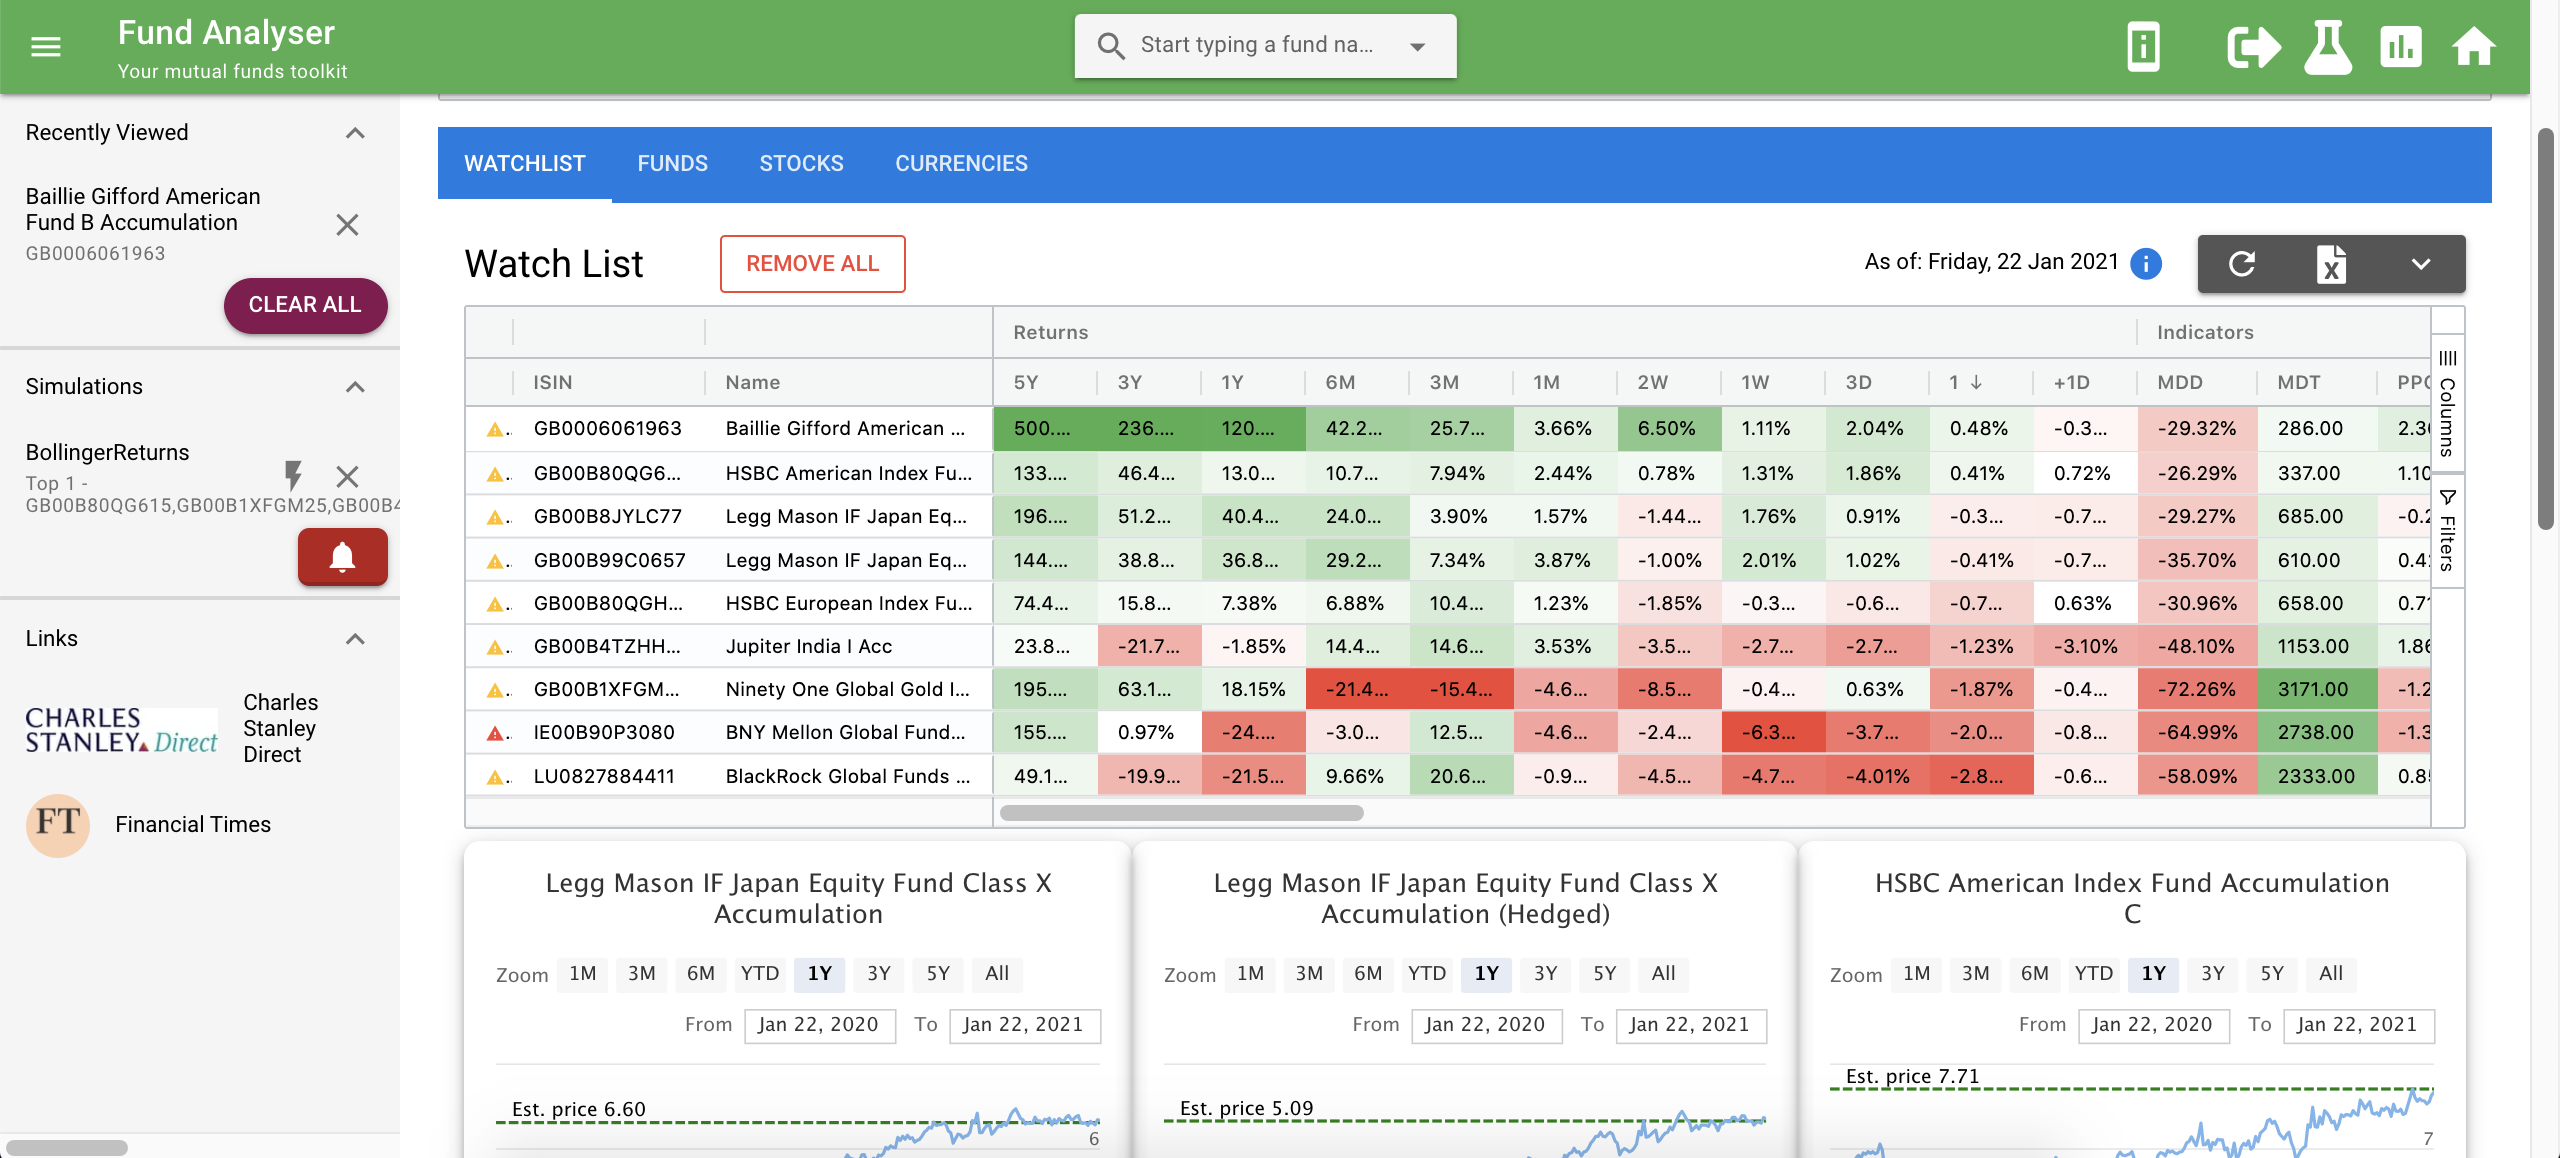 Fund Analyser
Your mutual funds toolkit
Start typing a fund na...
Recently Viewed
Baillie Gifford American
Fund B Accumulation
GB0006061963
CLEAR ALL
Simulations
BollingerReturns
Top 1 -
GB00B80QG615,GB00B1XFGM25,GB00B4
Links
CHARLES
STANLEY Direct
Charles
Stanley
Direct
FT
Financial Times
WATCHLIST FUNDS STOCKS CURRENCIES
Watch List
REMOVE ALL
As of: Friday, 22 Jan 2021
Returns Indicators
ISIN Name 5Y 3Y 1Y 6M 3M 1M 2W 1W 3D 1 +1D MDD MDT
GB0006061963 Baillie Gifford American ... 500.... 236.... 120.... 42.2... 25.7... 3.66% 6.50% 1.11% 2.04% 0.48% -0.3... -29.32% 286.00
GB00B80QG6... HSBC American Index Fu... 133.... 46.4... 13.0... 10.7... 7.94% 2.44% 0.78% 1.31% 1.86% 0.41% 0.72% -26.29% 337.00 1.10
GB00B8JYLC77 Legg Mason IF Japan Eq... 196.... 51.2... 40.4... 24.0... 3.90% 1.57% -1.44... 1.76% 0.91% -0.3... -0.7... -29.27% 685.00
GB00B99C0657 Legg Mason IF Japan Eq... 144.... 38.8... 36.8... 29.2... 7.34% 3.87% -1.00% 2.01% 1.02% -0.41% -0.7... -35.70% 610.00
GB00B80QGH... HSBC European Index Fu... 74.4... 15.8... 7.38% 6.88% 10.4... 1.23% -1.85% -0.3... -0.6... -0.7... 0.63% -30.96% 658.00
GB00B4TZHH... Jupiter India I Acc 23.8... -21.7... -1.85% 14.4... 14.6... 3.53% -3.5... -2.7... -2.7... -1.23% -3.10% -48.10% 1153.00
GB00B1XFGM... Ninety One Global Gold I... 195.... 63.1... 18.15% -21.4... -15.4... -4.6... -8.5... -0.4... 0.63% -1.87% -0.4... -72.26% 3171.00
IE00B90P3080 BNY Mellon Global Fund... 155.... 0.97% -24.... -3.0... 12.5... -4.6... -2.4... -6.3... -3.7... -2.0... -0.8... -64.99% 2738.00
LU0827884411 BlackRock Global Funds ... 49.1... -19.9... -21.5... 9.66% 20.6... -0.9... -4.5... -4.7... -4.01% -2.8... -0.6... -58.09% 2333.00
Columns
Filters
Legg Mason IF Japan Equity Fund Class X
Accumulation
Zoom 1M 3M 6M YTD 1Y 3Y 5Y All
From Jan 22, 2020 To Jan 22, 2021
Est. price 6.60
6
Legg Mason IF Japan Equity Fund Class X
Accumulation (Hedged)
Zoom 1M 3M 6M YTD 1Y 3Y 5Y All
From Jan 22, 2020 To Jan 22, 2021
Est. price 5.09
HSBC American Index Fund Accumulation
C
Zoom 1M 3M 6M YTD 1Y 3Y 5Y All
From Jan 22, 2020 To Jan 22, 2021
Est. price 7.71
7